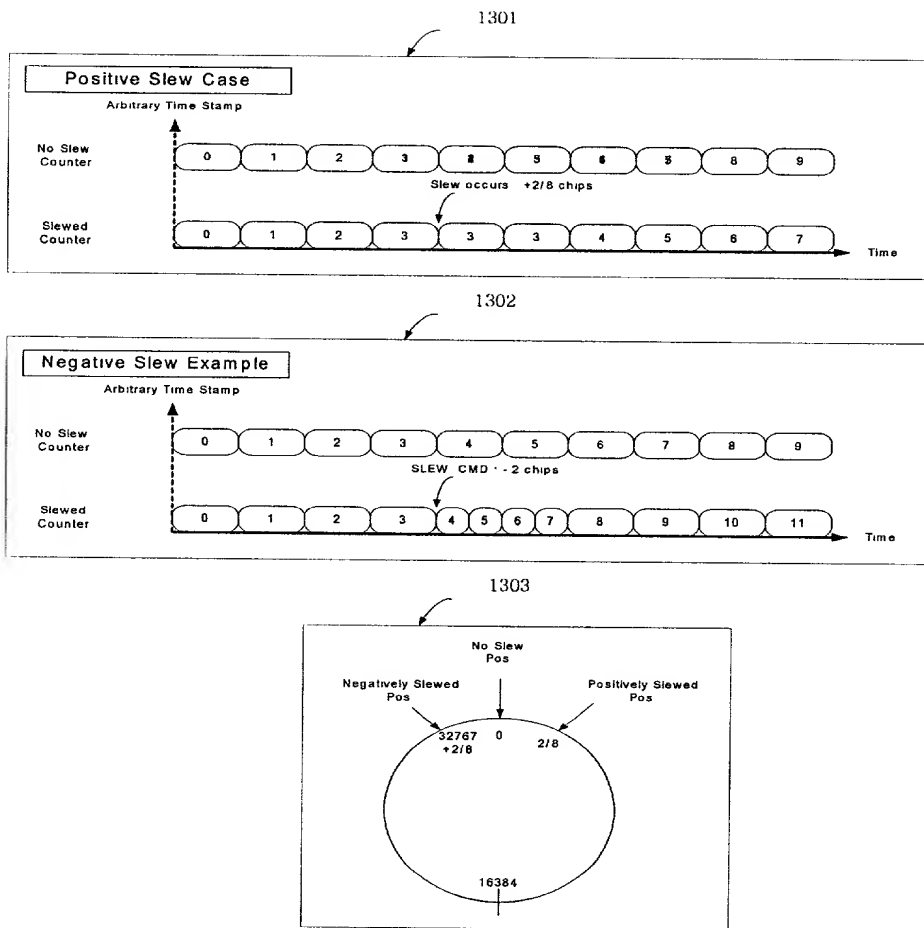 1301
Positive Slew Case
Arbitrary Time Stamp
No Slew
Counter
0 1 2 3 5 8 9
Slew occurs +2/8 chips
Slewed
Counter
0 1 2 3 3 3 4 5 6 7
Time
1302
Negative Slew Example
Arbitrary Time Stamp
No Slew
Counter
0 1 2 3 4 5 6 7 8 9
SLEW CMD - 2 chips
Slewed
Counter
0 1 2 3 4 5 6 7 8 9 10 11
Time
1303
No Slew
Pos
Negatively Slewed
Pos
Positively Slewed
Pos
32767
+2/8
0
2/8
16384